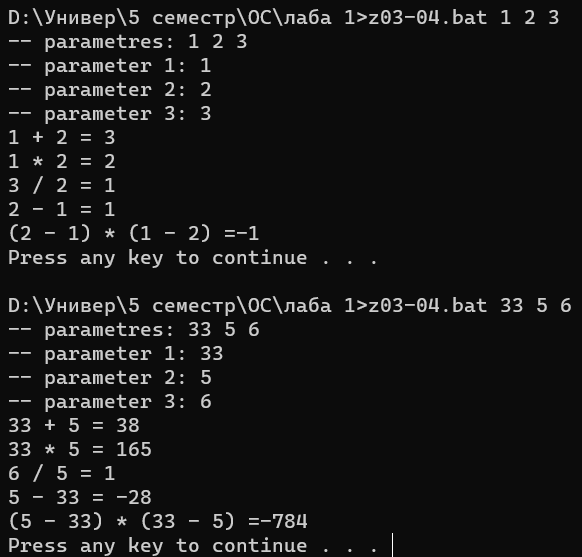 D:\Универ\5 семестр\ОС\лаба 1>z03-04.bat 1 2 3
-- parametres: 1 2 3
-- parameter 1: 1
-- parameter 2: 2
-- parameter 3: 3
1 + 2 = 3
1 * 2 = 2
3 / 2 = 1
2 - 1 = 1
(2 - 1) * (1 - 2) =-1
Press any key to continue . . .
D:\Универ\5 семестр\ОС\лаба 1>z03-04.bat 33 5 6
-- parametres: 33 5 6
-- parameter 1: 33
-- parameter 2: 5
-- parameter 3: 6
33 + 5 = 38
33 * 5 = 165
6 / 5 = 1
5 - 33 = -28
(5 - 33) * (33 - 5) =-784
Press any key to continue . . .